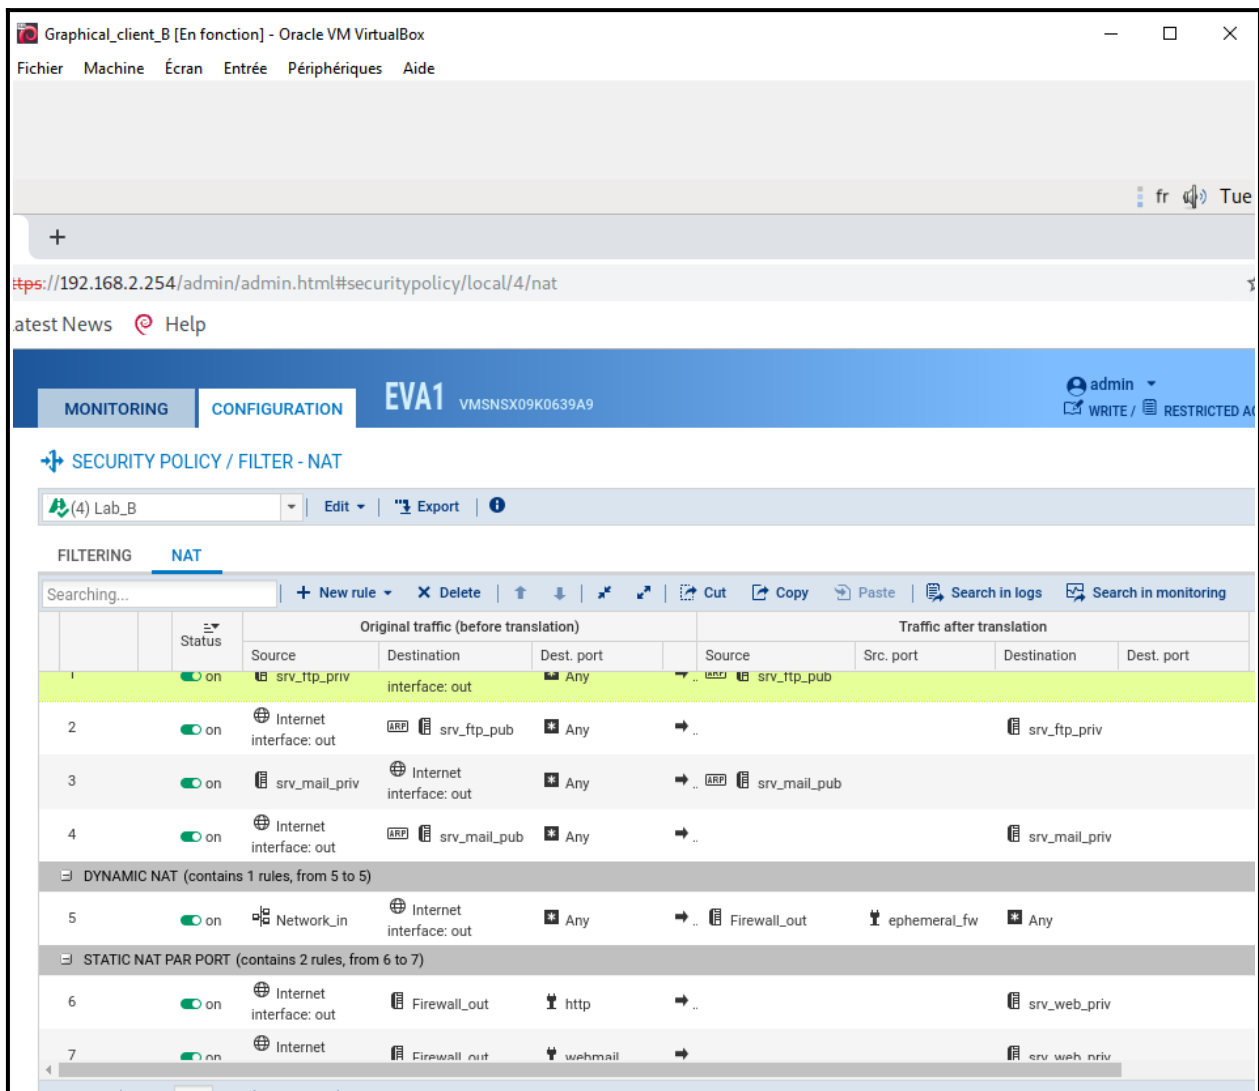 Graphical_client_B [En fonction] - Oracle VM VirtualBox
Fichier Machine Écran Entrée Périphériques Aide
fr Tue
+
https://192.168.2.254/admin/admin.html#securitypolicy/local/4/nat
atest News Help
MONITORING CONFIGURATION EVA1 VMSNSX09K0639A9 admin
WRITE / RESTRICTED
SECURITY POLICY / FILTER - NAT
(4) Lab_B Edit Export
FILTERING NAT
Searching... + New rule Delete Cut Copy Paste Search in logs Search in monitoring
Status Original traffic (before translation) Traffic after translation
Source Destination Dest. port Source Src. port Destination Dest. port
1 on srv_ftp_priv interface: out Any ARP srv_ftp_pub
2 on Internet interface: out ARP srv_ftp_pub Any srv_ftp_priv
3 on srv_mail_priv Internet interface: out Any ARP srv_mail_pub
4 on Internet interface: out ARP srv_mail_pub Any srv_mail_priv
DYNAMIC NAT (contains 1 rules, from 5 to 5)
5 on Network_in Internet interface: out Any Firewall_out ephemeral_fw Any
STATIC NAT PAR PORT (contains 2 rules, from 6 to 7)
6 on Internet interface: out Firewall_out http srv_web_priv
7 on Internet Firewall_out webmail srv_web_priv